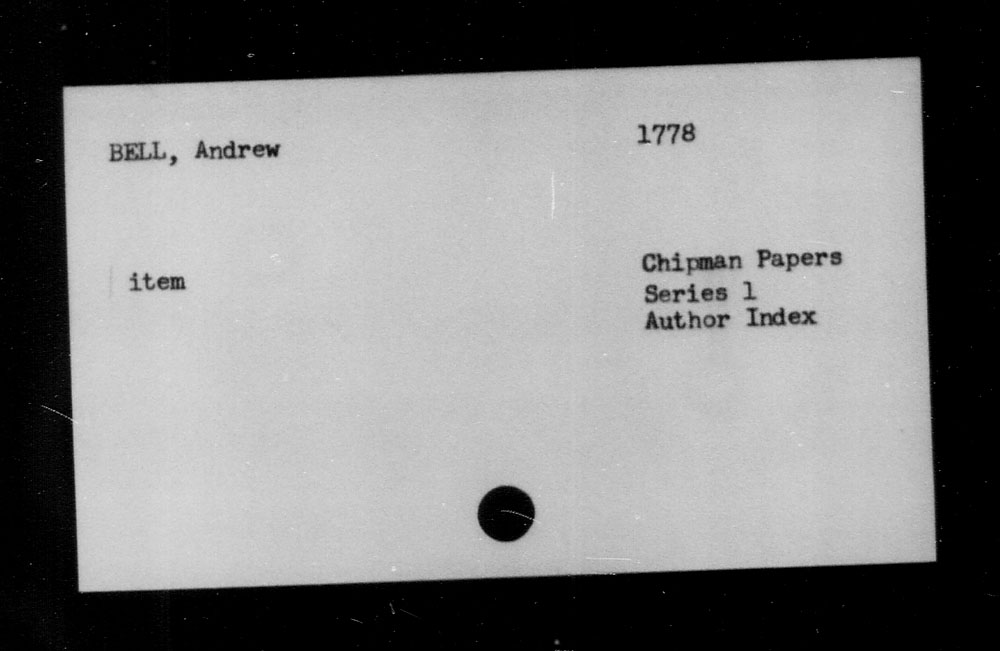 BELL, Andrew
1778
item
Chipman Papers
Series 1
Author Index